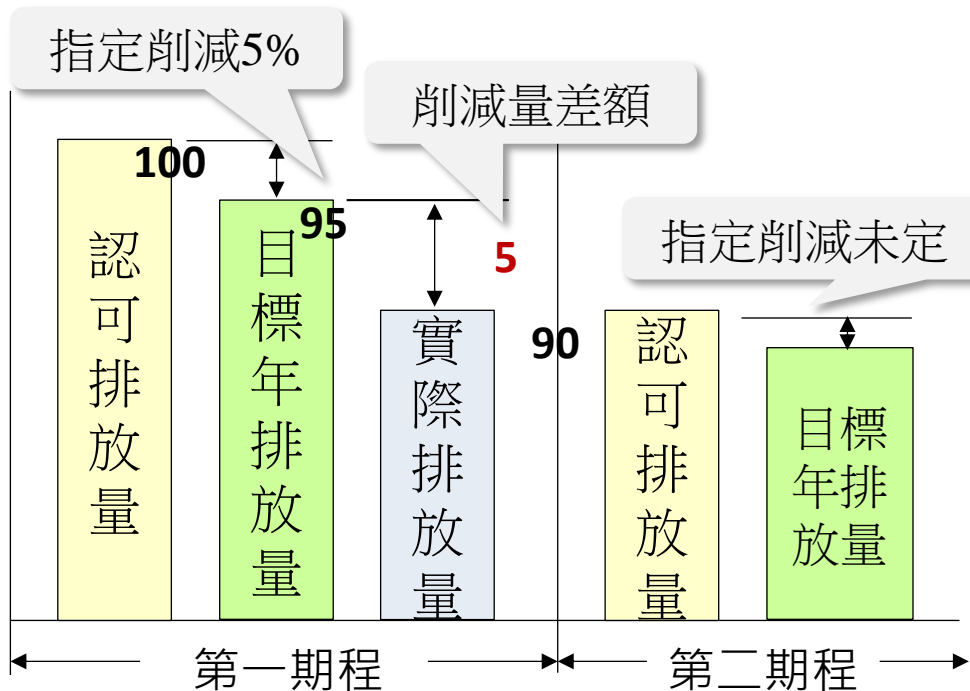 指定削減5%
削減量差額
100
95
5
指定削減未定
90
認可排放量
目標年排放量
實際排放量
認可排放量
目標
年排
放量
第一期程
第二期程